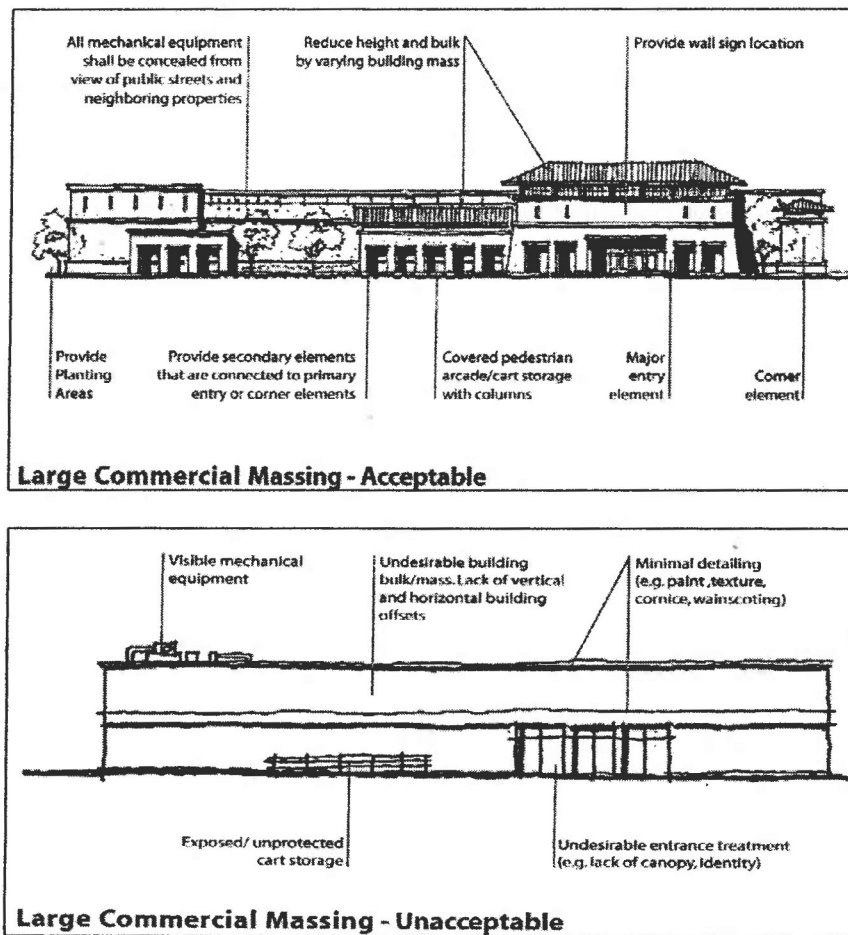 All mechanical equipment
shall be concealed from
view of public streets and
neighboring properties
Reduce height and bulk
by varying building mass
Provide wall sign location
Provide
Planting
Areas
Provide secondary elements
that are connected to primary
entry or corner elements
Covered pedestrian
arcade/cart storage
with columns
Major
entry
element
Corner
element
Large Commercial Massing - Acceptable
Visible mechanical
equipment
Undesirable building
bulk/mass. Lack of vertical
and horizontal building
offsets
Minimal detailing
(e.g. paint ,texture,
cornice, wainscoting)
Exposed/ unprotected
cart storage
Undesirable entrance treatment
(e.g. lack of canopy, identity)
Large Commercial Massing - Unacceptable